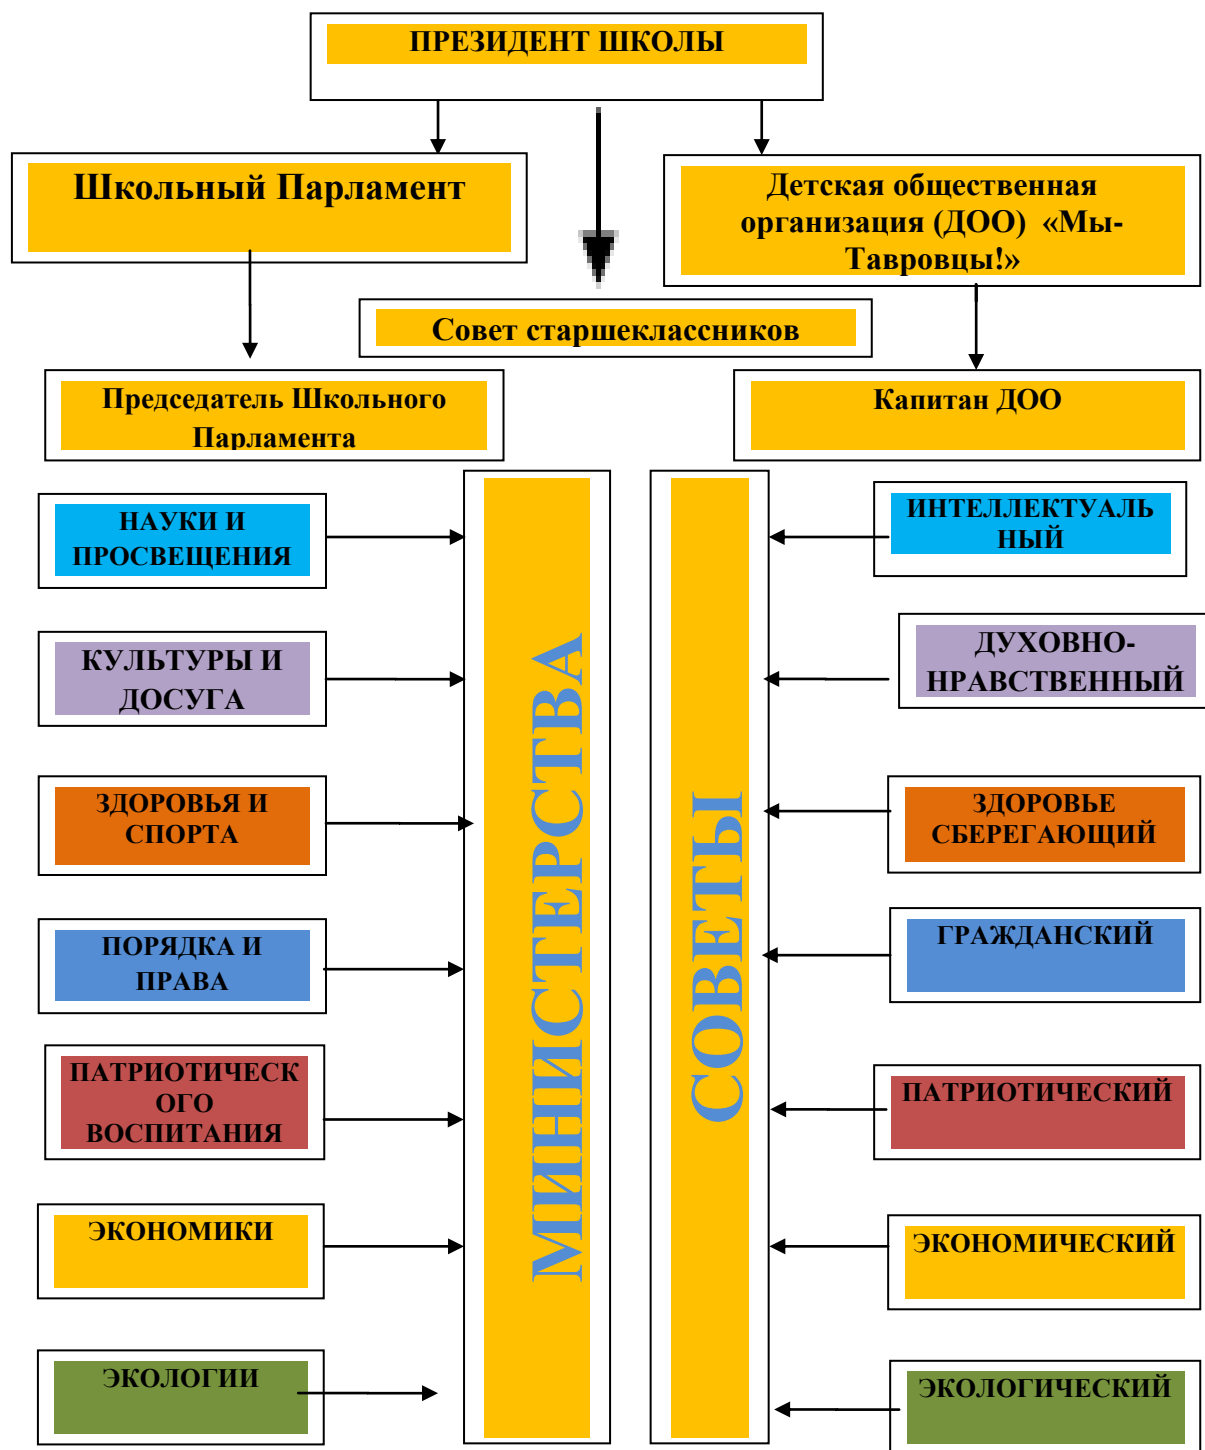 ПРЕЗИДЕНТ ШКОЛЫ
Школьный Парламент
Детская общественная
организация (ДОО) «Мы-
Тавровцы!»
Совет старшеклассников
Председатель Школьного
Парламента
Капитан ДОО
МИНИСТЕРСТВА
СОВЕТЫ
НАУКИ И
ПРОСВЕЩЕНИЯ
ИНТЕЛЛЕКТУАЛЬ
НЫЙ
КУЛЬТУРЫ И
ДОСУГА
ДУХОВНО-
НРАВСТВЕННЫЙ
ЗДОРОВЬЯ И
СПОРТА
ЗДОРОВЬЕ
СБЕРЕГАЮЩИЙ
ПОРЯДКА И
ПРАВА
ГРАЖДАНСКИЙ
ПАТРИОТИЧЕСК
ОГО
ВОСПИТАНИЯ
ПАТРИОТИЧЕСКИЙ
ЭКОНОМИКИ
ЭКОНОМИЧЕСКИЙ
ЭКОЛОГИИ
ЭКОЛОГИЧЕСКИЙ